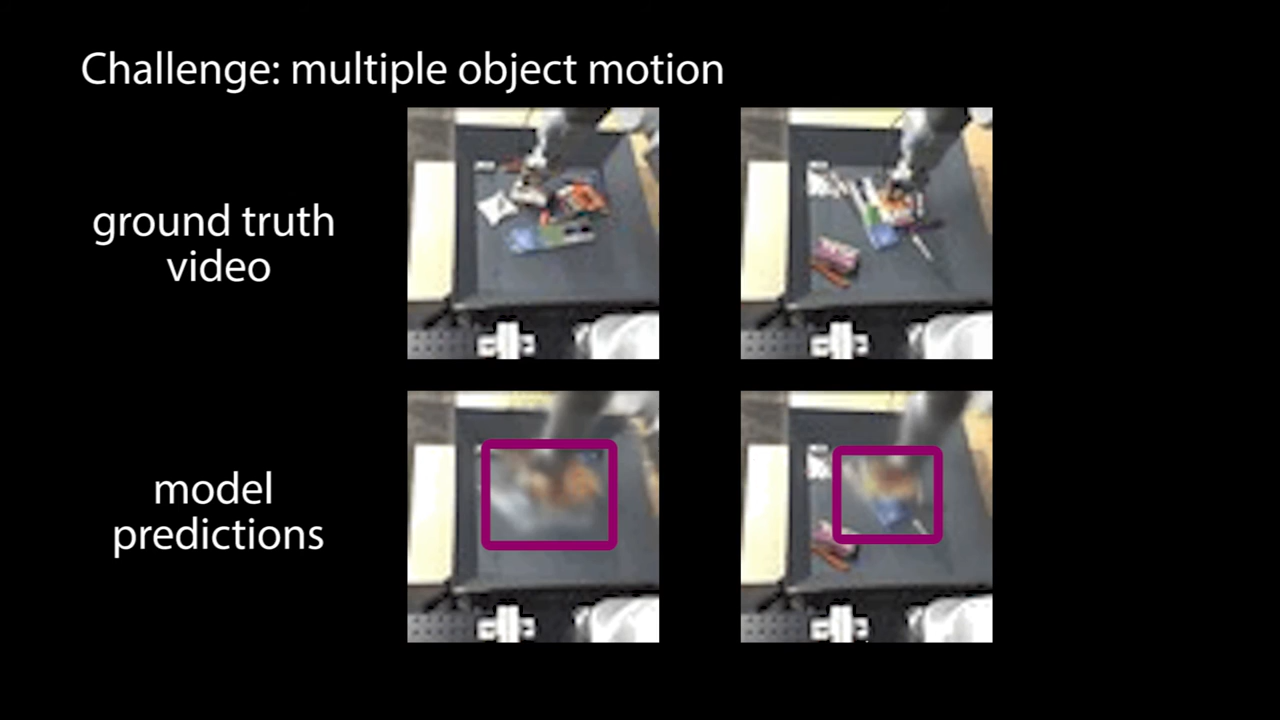 Challenge: multiple object motion
ground truth
video
model
predictions